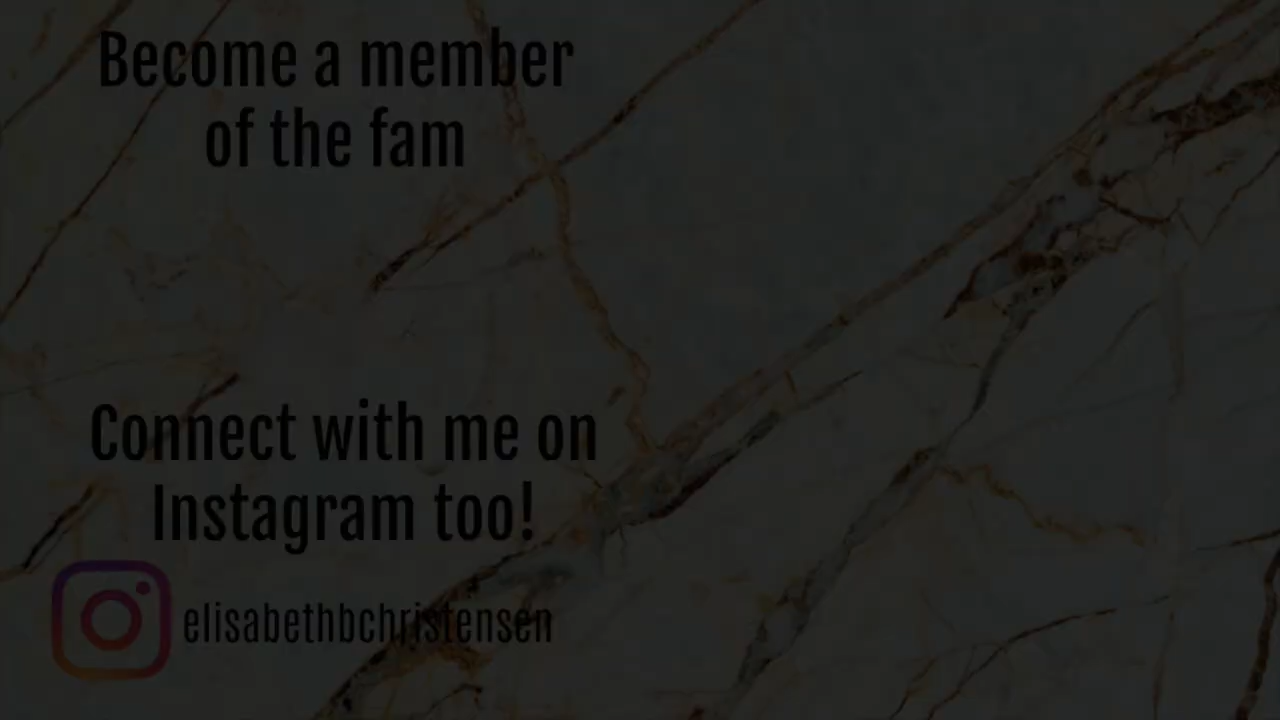 Become a member
of the fam
Connect with me on
Instagram too!
elisabethbchristensen